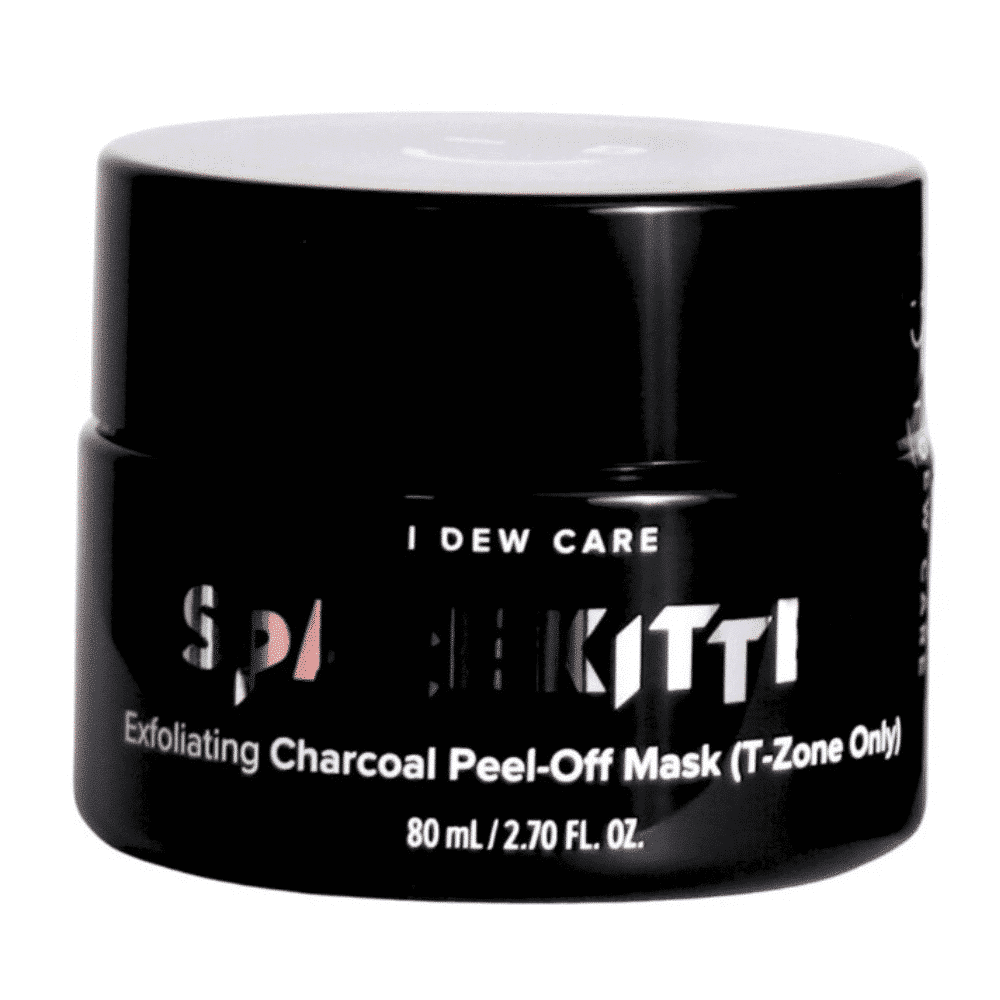 I DEW CARE
Exfoliating Charcoal Peel-Off Mask (T-Zone Only)
80 mL / 2.70 FL. OZ.